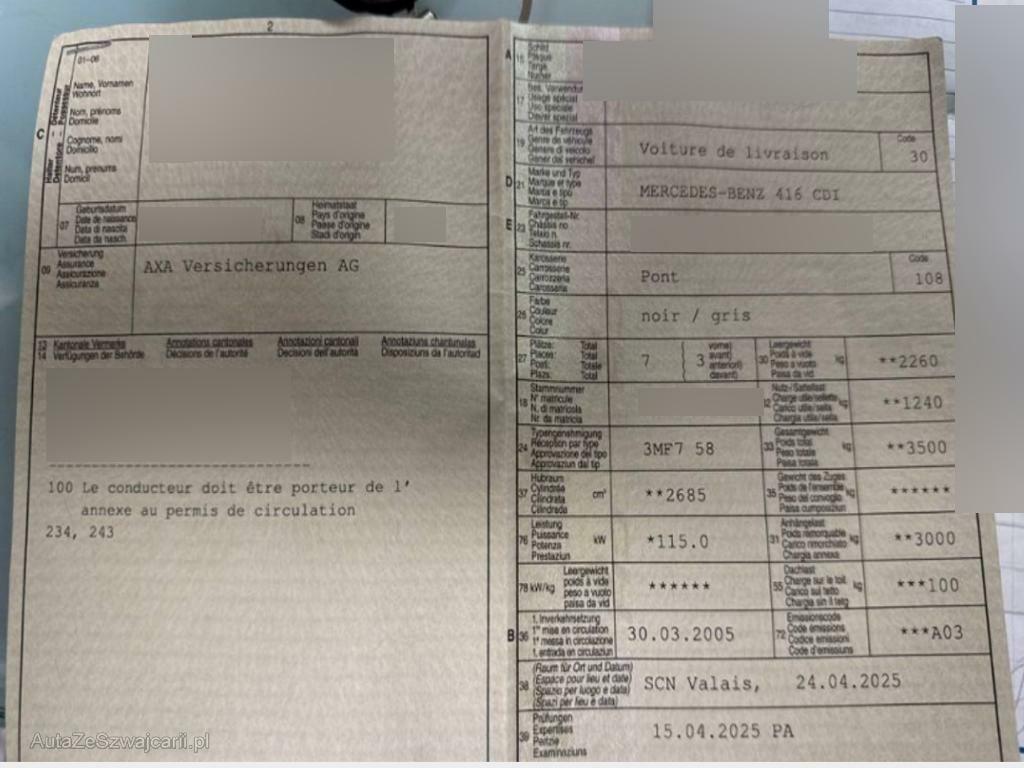 2
01-06
C
Halter Détenteur
Detentore Possessur
Name, Vornamen
Wohnort
Nom, prénoms
Domicile
Cognome, nomi
Domicilio
Num, prenums
Domicil
07
Geburtsdatum
Date de naissance
Data di nascita
Data da nasch.
08
Heimatstaat
Pays d'origine
Paese d'origine
Stadi d'origin
09
Versicherung
Assurance
Assicurazione
Assicuranza
AXA Versicherungen AG
13 Kantonale Vermerke Annotations cantonales Annotazioni cantonali Annotaziuns chantunalas
14 Verfügungen der Behörde Décisions de l'autorité Decisioni dell'autorità Disposiziuns da l'autoritad
100 Le conducteur doit être porteur de l'
annexe au permis de circulation
234, 243
A
15
Schild
Plaque
Targa
Numer
17
Bes. Verwendung
Usage spécial
Uso speciale
Diever spezial
19
Art des Fahrzeugs
Genre de véhicule
Genere di veicolo
Gener dal vehichel
Voiture de livraison
Code
30
D
21
Marke und Typ
Marque et type
Marca e tipo
Marca e tip
MERCEDES-BENZ 416 CDI
E
23
Fahrgestell-Nr.
Châssis no
Telaio n.
Schassis nr.
25
Karosserie
Carrosserie
Carrozzeria
Carossaria
Pont
Code
108
26
Farbe
Couleur
Colore
Colur
noir / gris
27
Plätze: Total
Places: Total
Posti: Totale
Plazs: Total
7
3
vorne)
avant)
anteriori)
davant)
30
Leergewicht
Poids à vide
Peso a vuoto
Paisa da vid
kg
**2260
18
Stammnummer
N° matricule
N. di matricola
Nr. da matricla
32
Nutz-/Sattellast
Charge utile/sellette
Carico utile/sella
Chargia utila/sella
kg
**1240
24
Typengenehmigung
Réception par type
Approvazione del tipo
Approvaziun dal tip
3MF7 58
33
Gesamtgewicht
Poids total
Peso totale
Paisa totala
kg
**3500
37
Hubraum
Cylindrée
Cilindrata
Cilindrada
cm³
**2685
35
Gewicht des Zuges
Poids de l'ensemble
Peso del convoglio
Paisa cumposiziun
kg
******
76
Leistung
Puissance
Potenza
Prestaziun
kW
*115.0
31
Anhängelast
Poids remorquable
Carico rimorchiato
Chargia annexa
kg
**3000
78 kW/kg
Leergewicht
poids à vide
peso a vuoto
paisa da vid
******
55
Dachlast
Charge sur le toit
Carico sul tetto
Chargia sin il tetg
kg
***100
B
36
1. Inverkehrsetzung
1re mise en circulation
1a messa in circolazione
1. entrada en circulaziun
30.03.2005
72
Emissionscode
Code émissions
Codice emissioni
Code d'emissiuns
***A03
38
(Raum für Ort und Datum)
(Espace pour lieu et date)
(Spazio per luogo e data)
(Spazi per lieu e data)
SCN Valais, 24.04.2025
39
Prüfungen
Expertises
Perizie
Examinaziuns
15.04.2025 PA
AutaZeSzwajcarii.pl